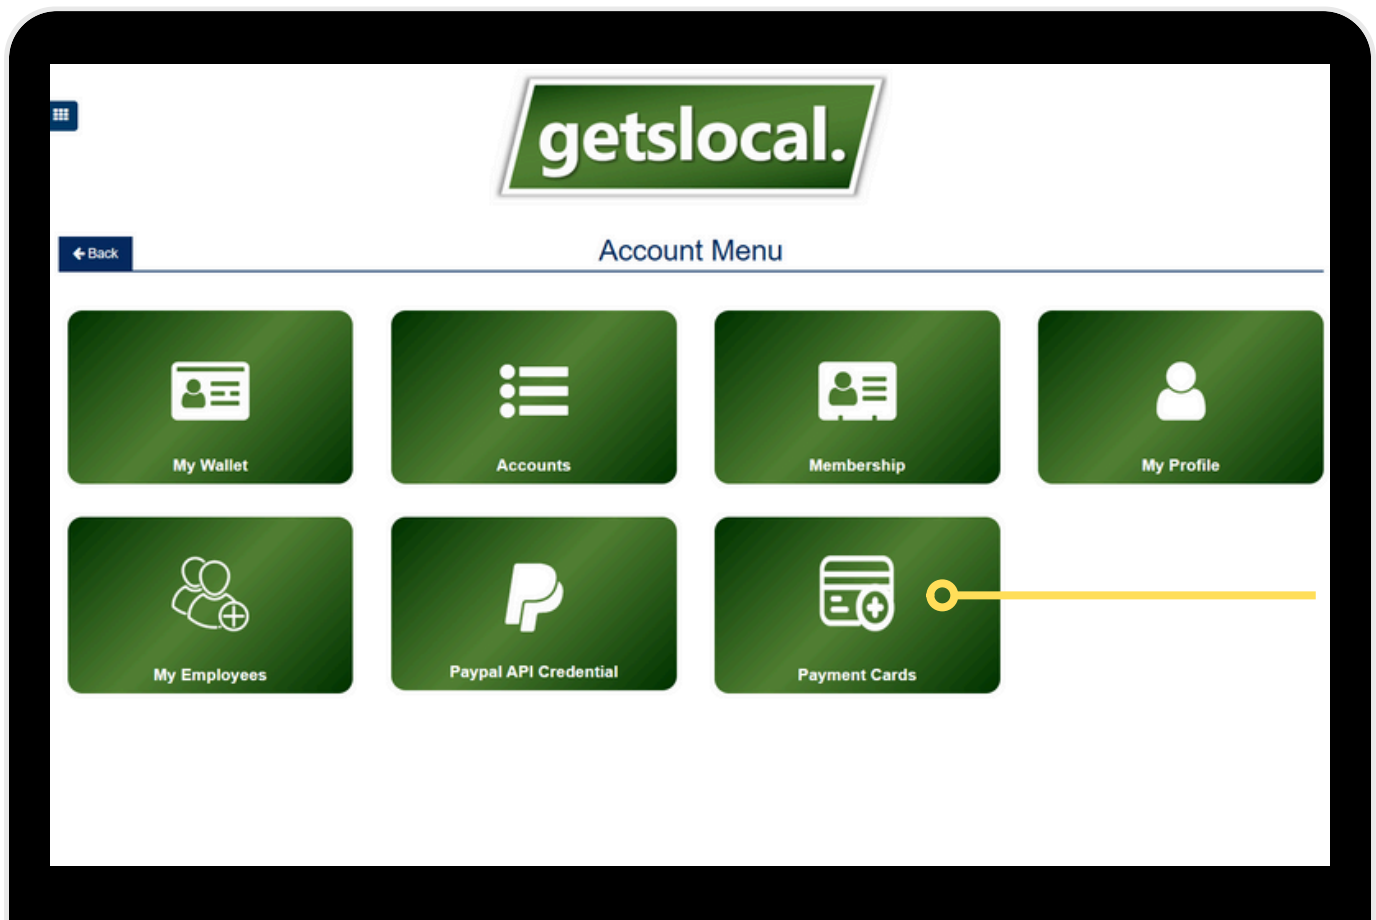 getslocal.
Back
Account Menu
My Wallet
Accounts
Membership
My Profile
My Employees
Paypal API Credential
Payment Cards